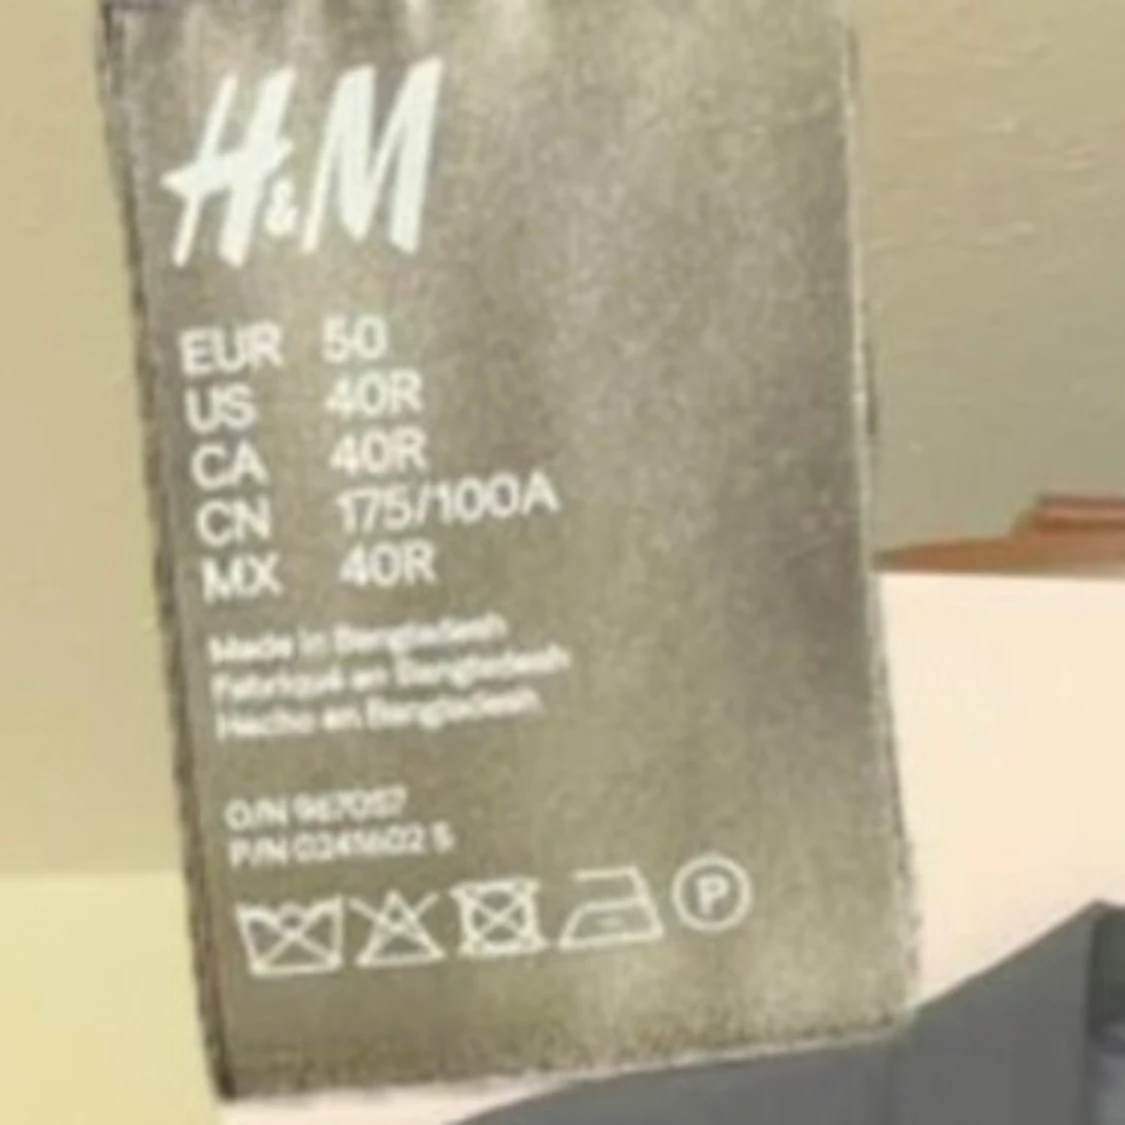 H&M
EUR 50
US 40R
CA 40R
CN 175/100A
MX 40R
Made in Bangladesh
Fabriqué en Bangladesh
Hecho en Bangladesh
O/N
P/N
P